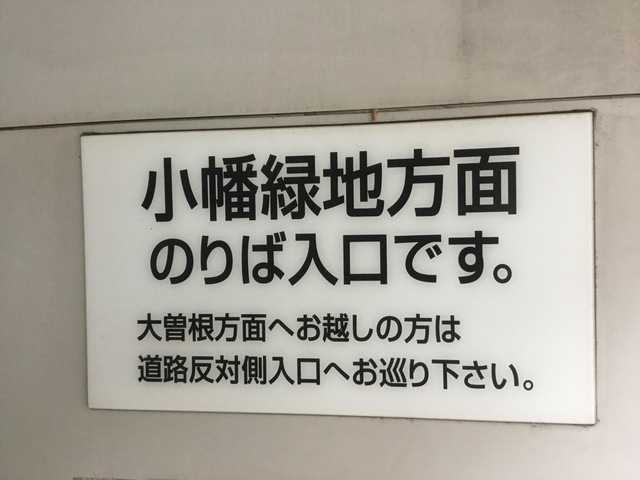 小幡緑地方面
のりば入口です。
大曽根方面へお越しの方は
道路反対側入口へお巡り下さい。